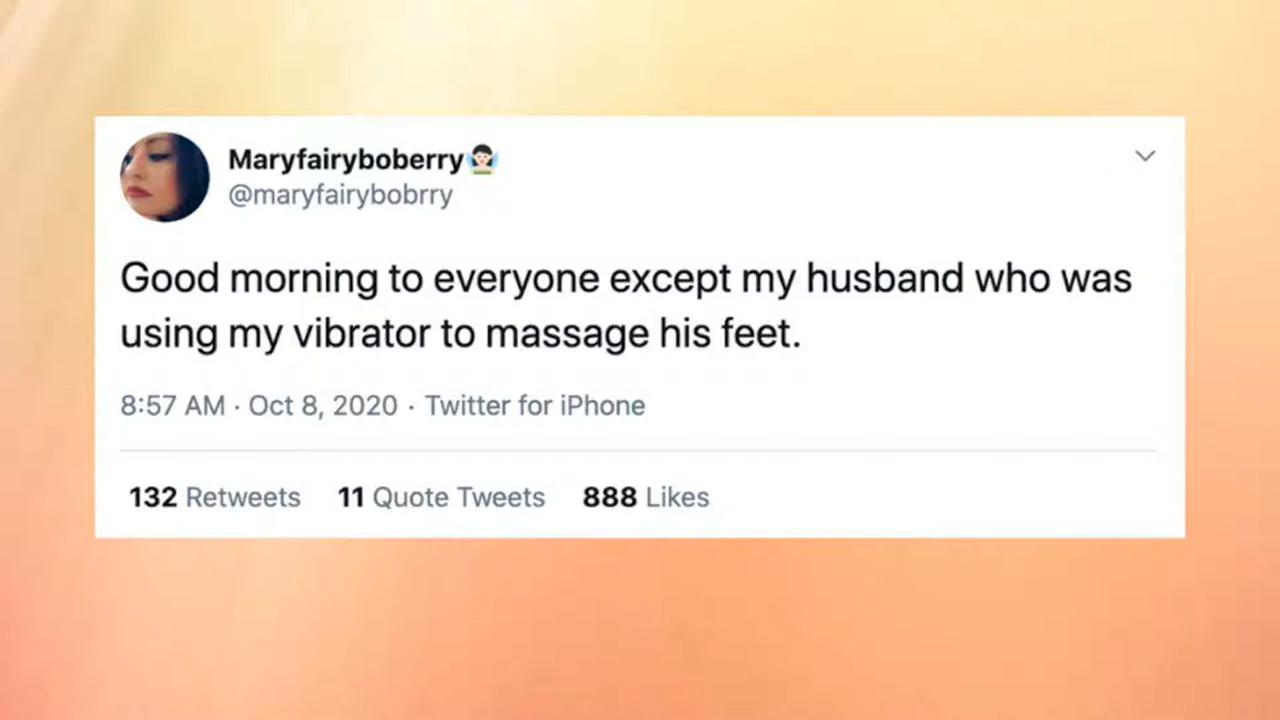 Maryfairyboberry🧚🏻
@maryfairybobrry
Good morning to everyone except my husband who was
using my vibrator to massage his feet.
8:57 AM · Oct 8, 2020 · Twitter for iPhone
132 Retweets 11 Quote Tweets 888 Likes